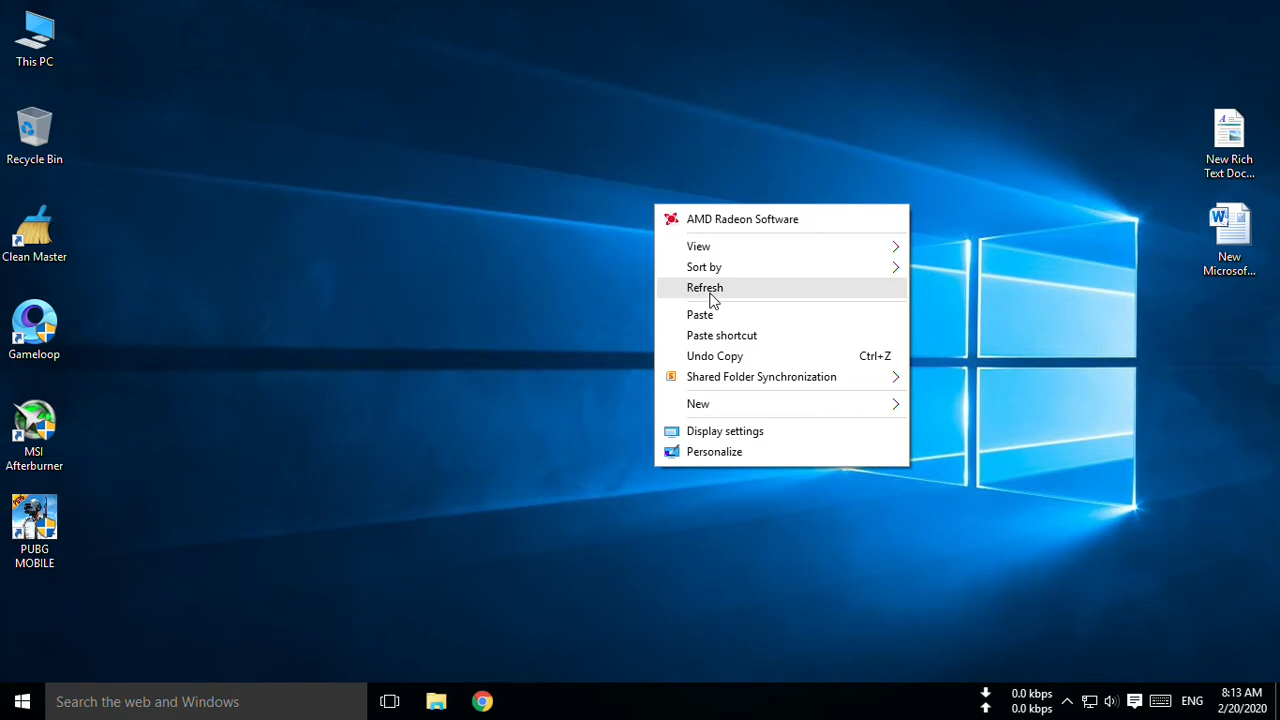 This PC
Recycle Bin
Clean Master
Gameloop
MSI
Afterburner
PUBG
MOBILE
AMD Radeon Software
View
Sort by
Refresh
Paste
Paste shortcut
Undo Copy Ctrl+Z
Shared Folder Synchronization
New
Display settings
Personalize
New Rich
Text Doc...
New
Microsof...
Search the web and Windows
0.0 kbps
0.0 kbps
ENG
8:13 AM
2/20/2020